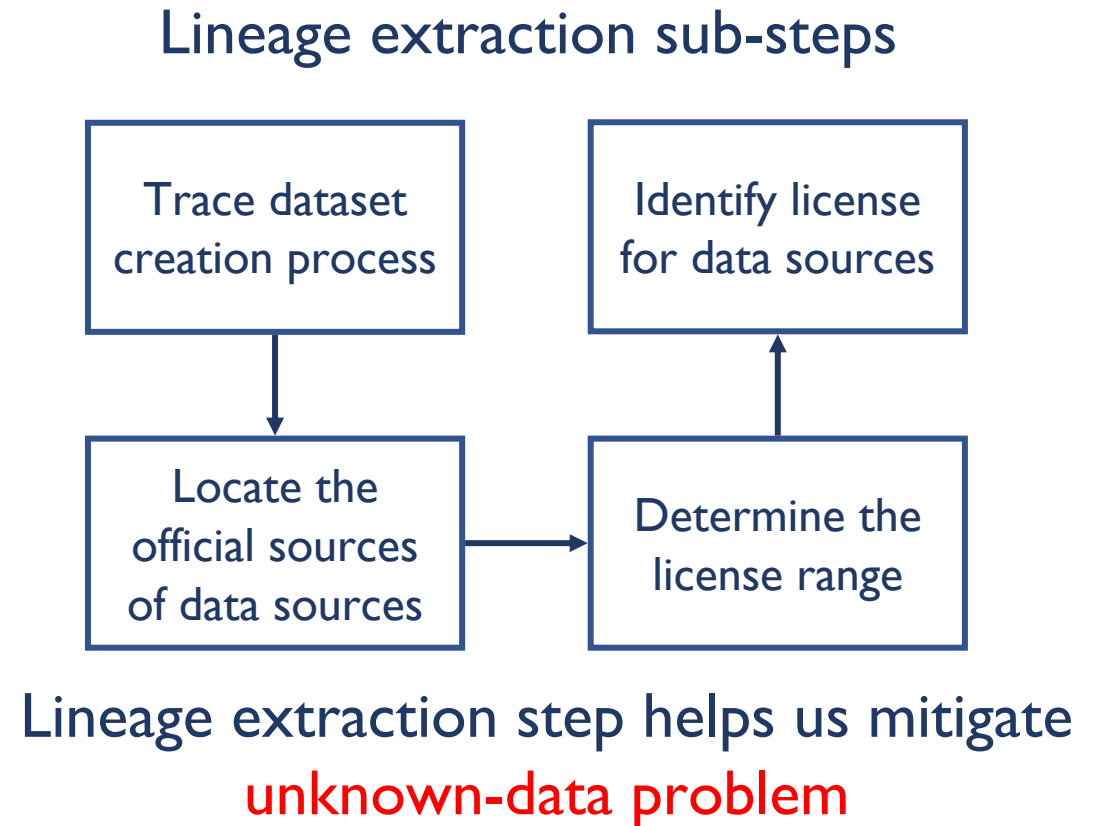 Lineage extraction sub-steps
Trace dataset
creation process
Locate the
official sources
of data sources
Determine the
license range
Identify license
for data sources
Lineage extraction step helps us mitigate
unknown-data problem